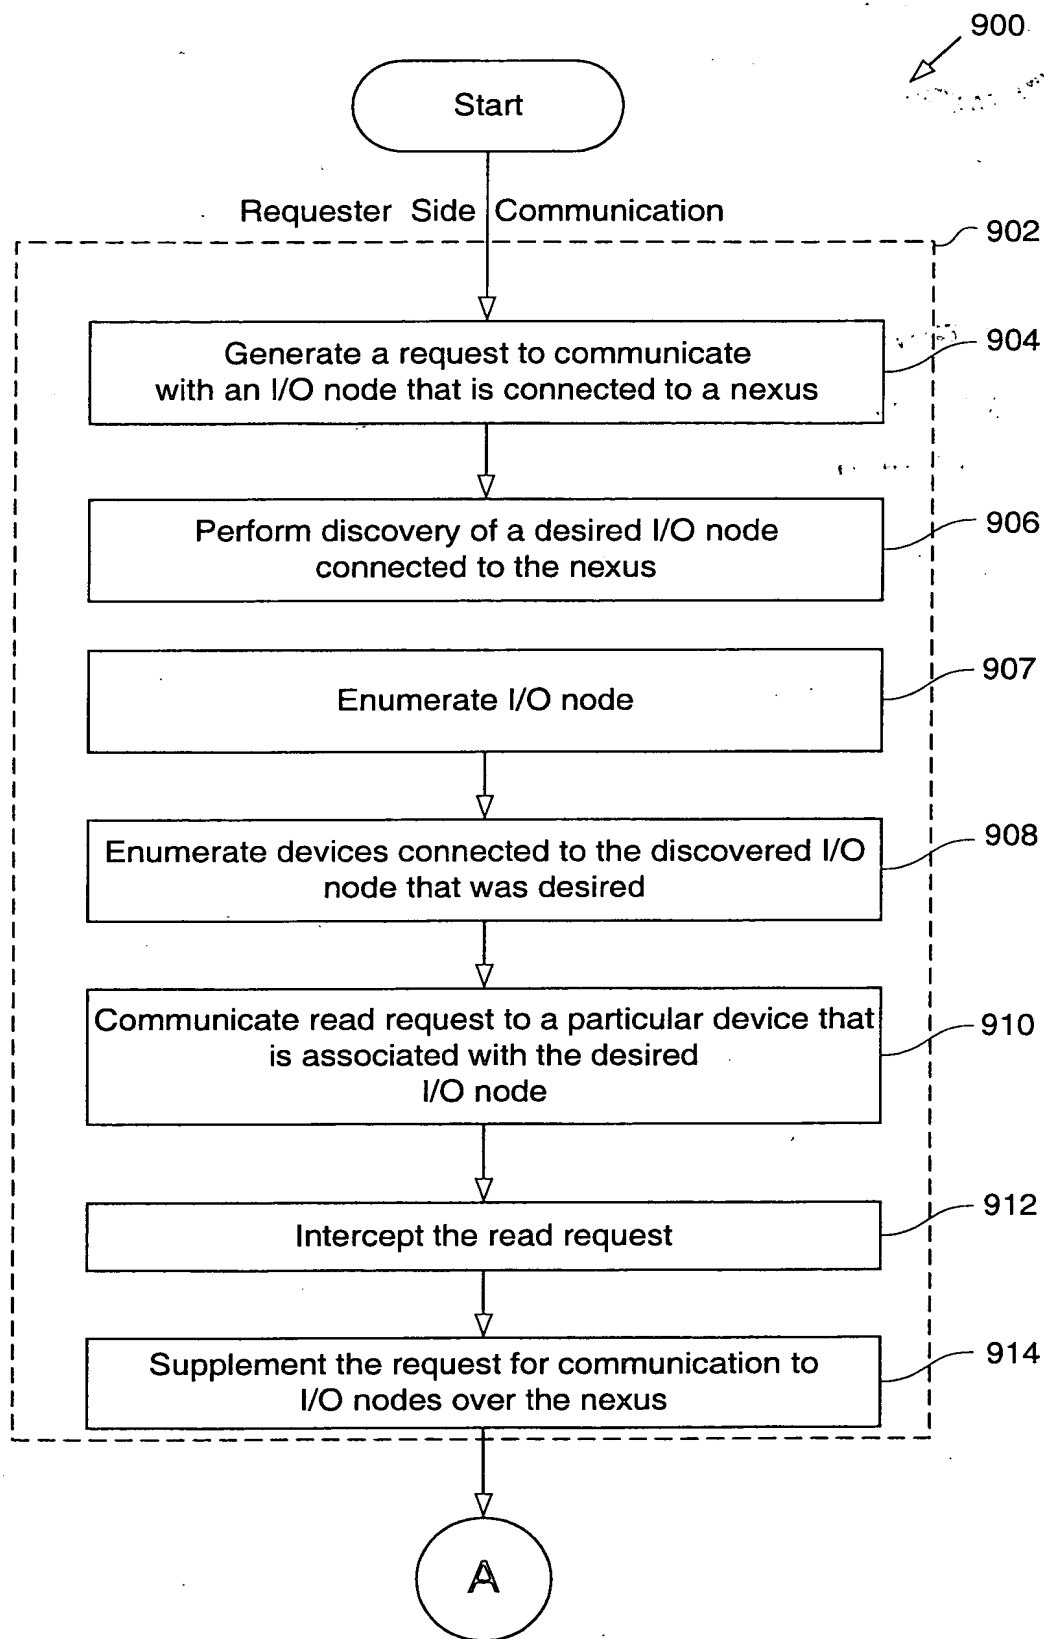 900
Start
Requester Side Communication
902
Generate a request to communicate
with an I/O node that is connected to a nexus
904
Perform discovery of a desired I/O node
connected to the nexus
906
Enumerate I/O node
907
Enumerate devices connected to the discovered I/O
node that was desired
908
Communicate read request to a particular device that
is associated with the desired
I/O node
910
Intercept the read request
912
Supplement the request for communication to
I/O nodes over the nexus
914
A